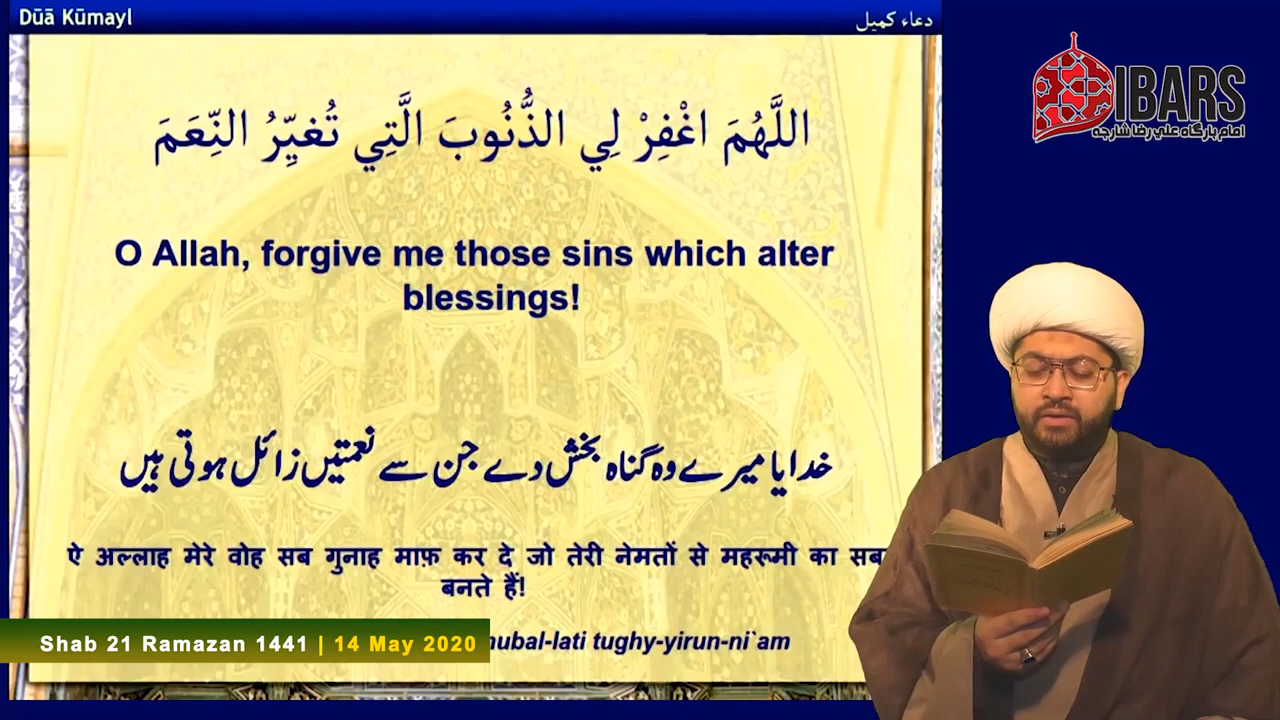 Dūā Kūmayl
دعاء كميل
IBARS
امام بارگاه علي رضا شارجه
اللَّهُمَ اغْفِرْ لِي الذُّنُوبَ الَّتِي تُغَيِّرُ النِّعَمَ
O Allah, forgive me those sins which alter
blessings!
خدایا میرے وہ گناہ بخش دے جن سے نعمتیں زائل ہوتی ہیں
ऐ अल्लाह मेरे वोह सब गुनाह माफ़ कर दे जो तेरी नेमतों से महरूमी का सब
बनते हैं!
nubal-lati tughy-yirun-ni`am
Shab 21 Ramazan 1441 | 14 May 2020